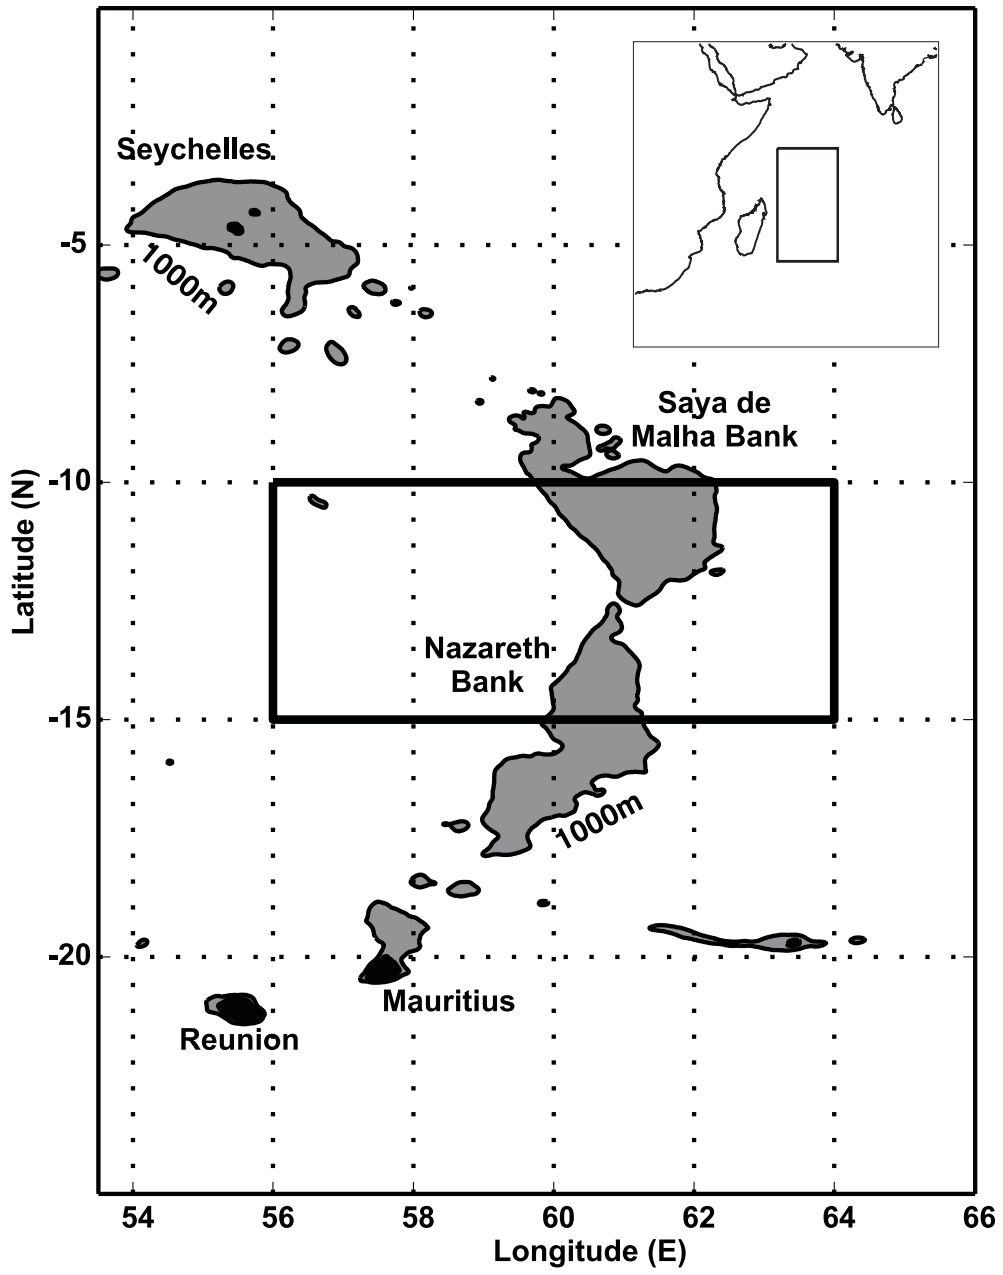 Seychelles
-5
1000m
Saya de
Malha Bank
-10
Latitude (N)
Nazareth
Bank
-15
1000m
-20
Mauritius
Reunion
54 56 58 60 62 64 66
Longitude (E)